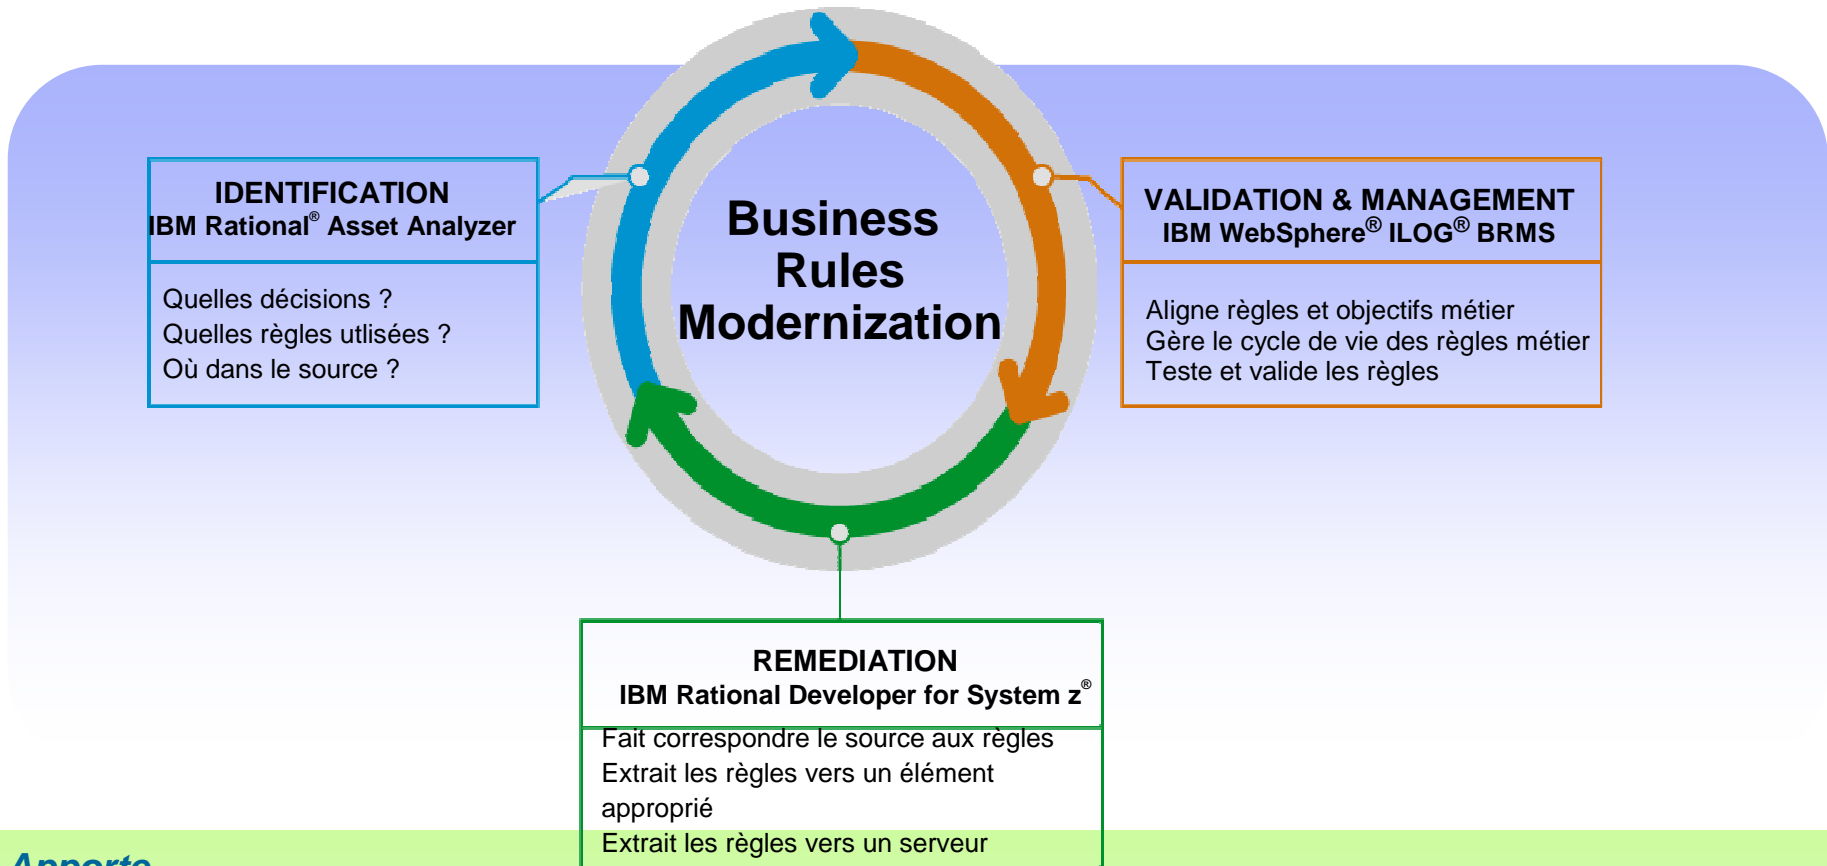 IDENTIFICATION
IBM Rational® Asset Analyzer
Quelles décisions ?
Quelles règles utlisées ?
Où dans le source ?
Business
Rules
Modernization
VALIDATION & MANAGEMENT
IBM WebSphere® ILOG® BRMS
Aligne règles et objectifs métier
Gère le cycle de vie des règles métier
Teste et valide les règles
REMEDIATION
IBM Rational Developer for System z®
Fait correspondre le source aux règles
Extrait les règles vers un élément
approprié
Extrait les règles vers un serveur
Apporte